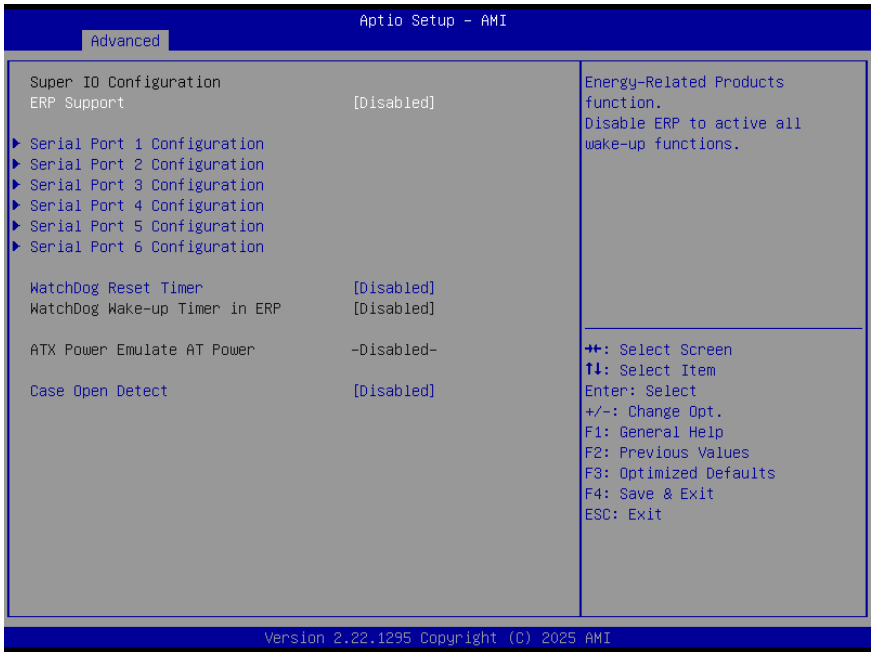 Aptio Setup – AMI
Advanced
Super IO Configuration
ERP Support [Disabled]
Serial Port 1 Configuration
Serial Port 2 Configuration
Serial Port 3 Configuration
Serial Port 4 Configuration
Serial Port 5 Configuration
Serial Port 6 Configuration
WatchDog Reset Timer [Disabled]
WatchDog Wake-up Timer in ERP [Disabled]
ATX Power Emulate AT Power -Disabled-
Case Open Detect [Disabled]
Energy-Related Products
function.
Disable ERP to active all
wake-up functions.
→←: Select Screen
↑↓: Select Item
Enter: Select
+/-: Change Opt.
F1: General Help
F2: Previous Values
F3: Optimized Defaults
F4: Save & Exit
ESC: Exit
Version 2.22.1295 Copyright (C) 2025 AMI